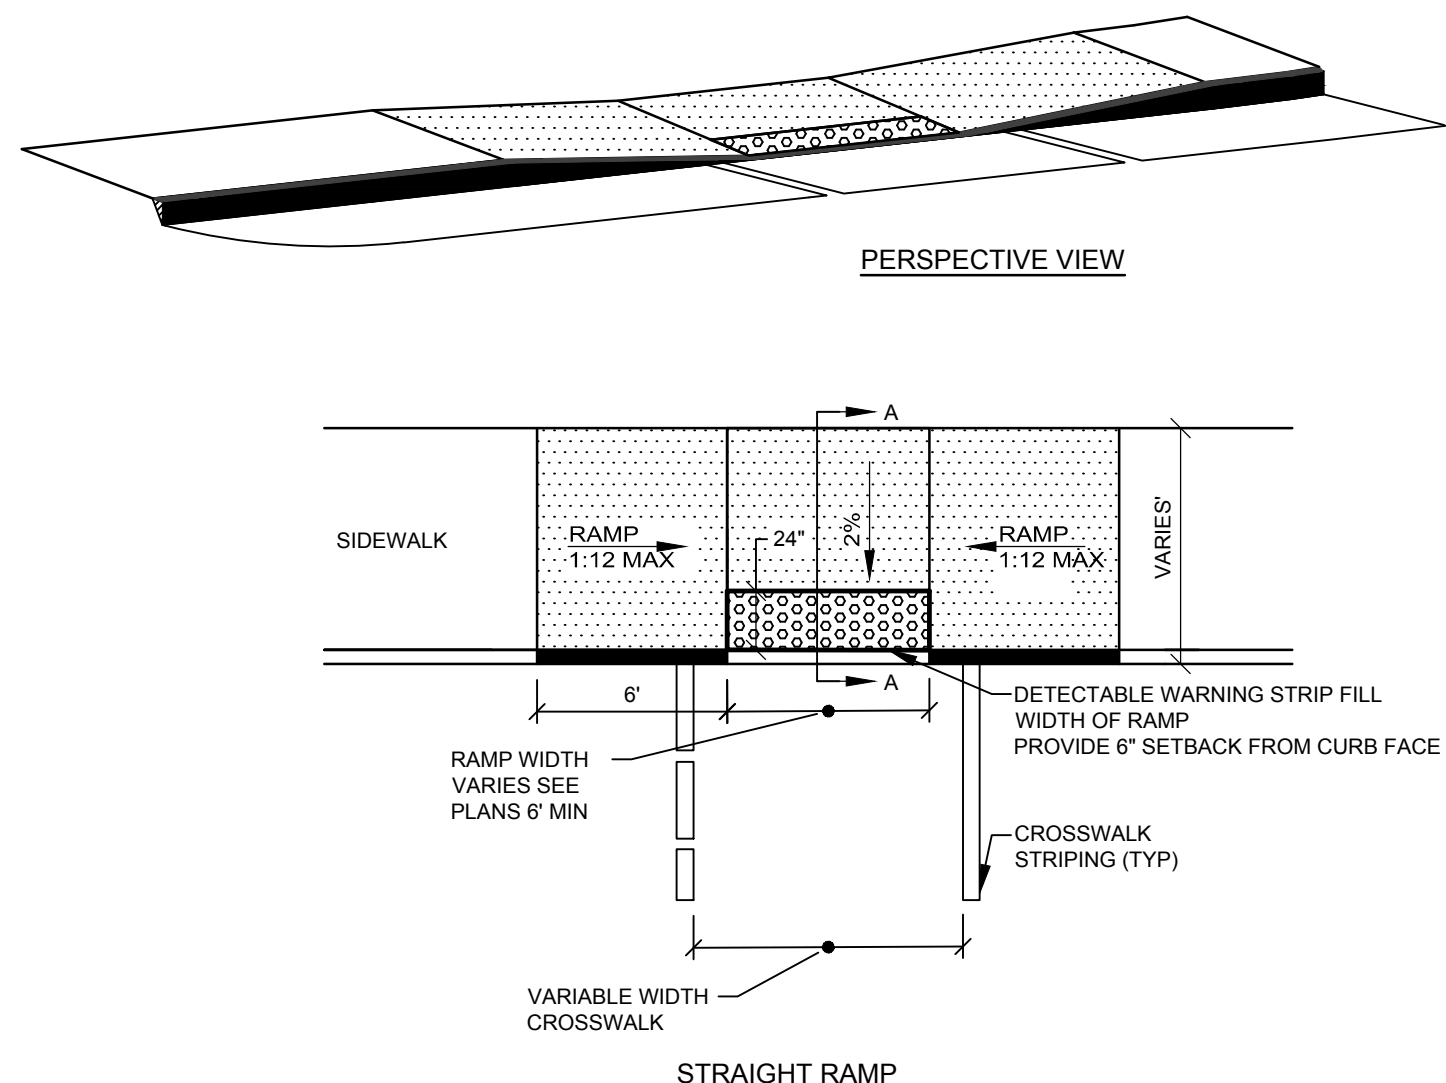 PERSPECTIVE VIEW
A
SIDEWALK
RAMP
1:12 MAX
24"
2%
RAMP
1:12 MAX
VARIES'
A
6'
DETECTABLE WARNING STRIP FILL
WIDTH OF RAMP
PROVIDE 6" SETBACK FROM CURB FACE
RAMP WIDTH
VARIES SEE
PLANS 6' MIN
CROSSWALK
STRIPING (TYP)
VARIABLE WIDTH
CROSSWALK
STRAIGHT RAMP